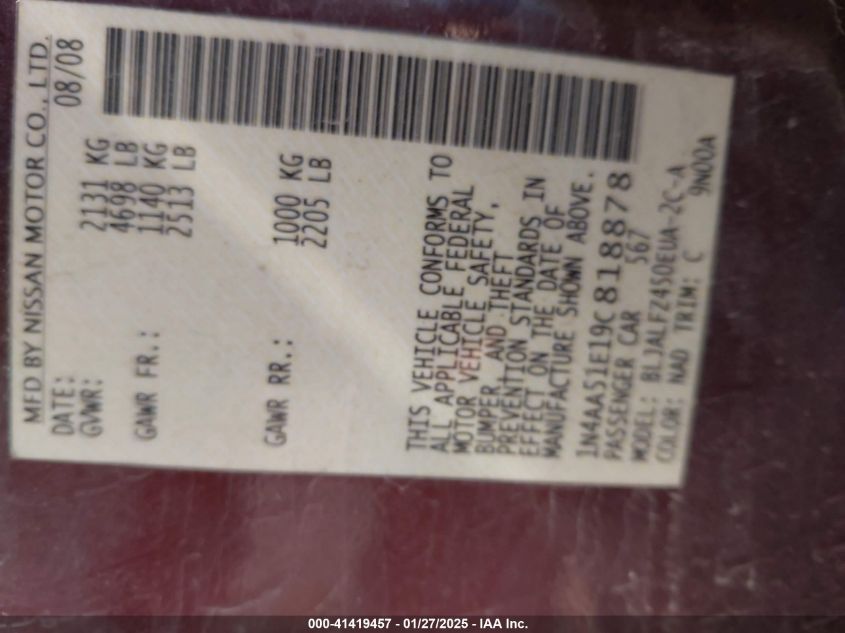 MFD BY NISSAN MOTOR CO., LTD.
DATE: 08/08
GVWR: 2131 KG
4698 LB
GAWR FR.: 1140 KG
2513 LB
GAWR RR.: 1000 KG
2205 LB
THIS VEHICLE CONFORMS TO
ALL APPLICABLE FEDERAL
MOTOR VEHICLE SAFETY,
BUMPER, AND THEFT
PREVENTION STANDARDS IN
EFFECT ON THE DATE OF
MANUFACTURE SHOWN ABOVE.
1N4AA51E19C818878
PASSENGER CAR 567
MODEL: BLJALFZ450EUA-2C-A
COLOR: NAD TRIM: C 9N00A
000-41419457 - 01/27/2025 - IAA Inc.